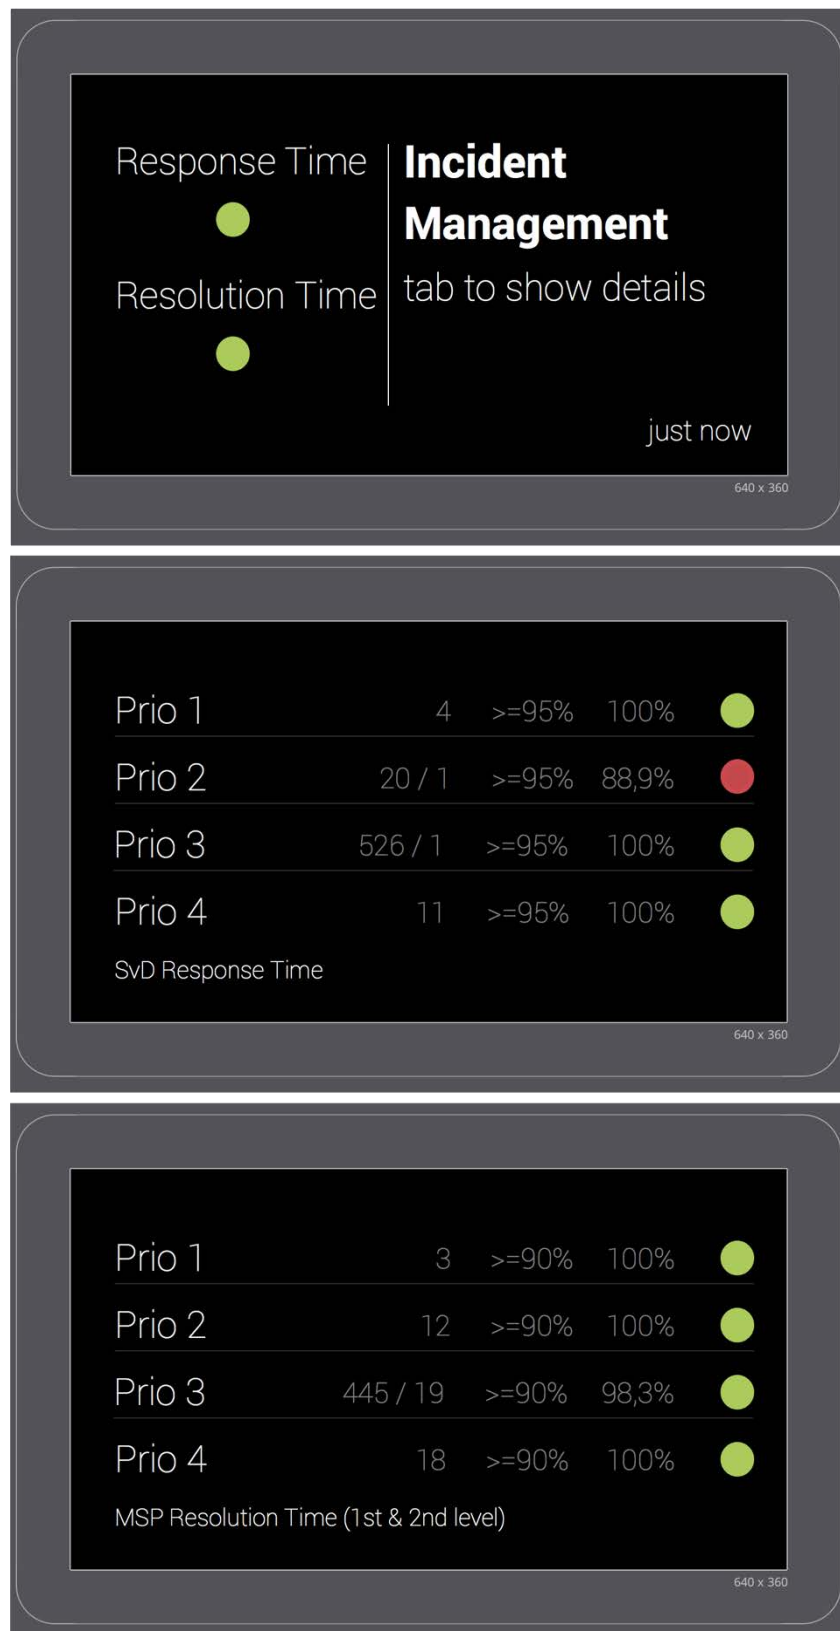 Response Time
Resolution Time
Incident
Management
tab to show details
just now
640 x 360
Prio 1 4 >=95% 100%
Prio 2 20 / 1 >=95% 88,9%
Prio 3 526 / 1 >=95% 100%
Prio 4 11 >=95% 100%
SvD Response Time
640 x 360
Prio 1 3 >=90% 100%
Prio 2 12 >=90% 100%
Prio 3 445 / 19 >=90% 98,3%
Prio 4 18 >=90% 100%
MSP Resolution Time (1st & 2nd level)
640 x 360